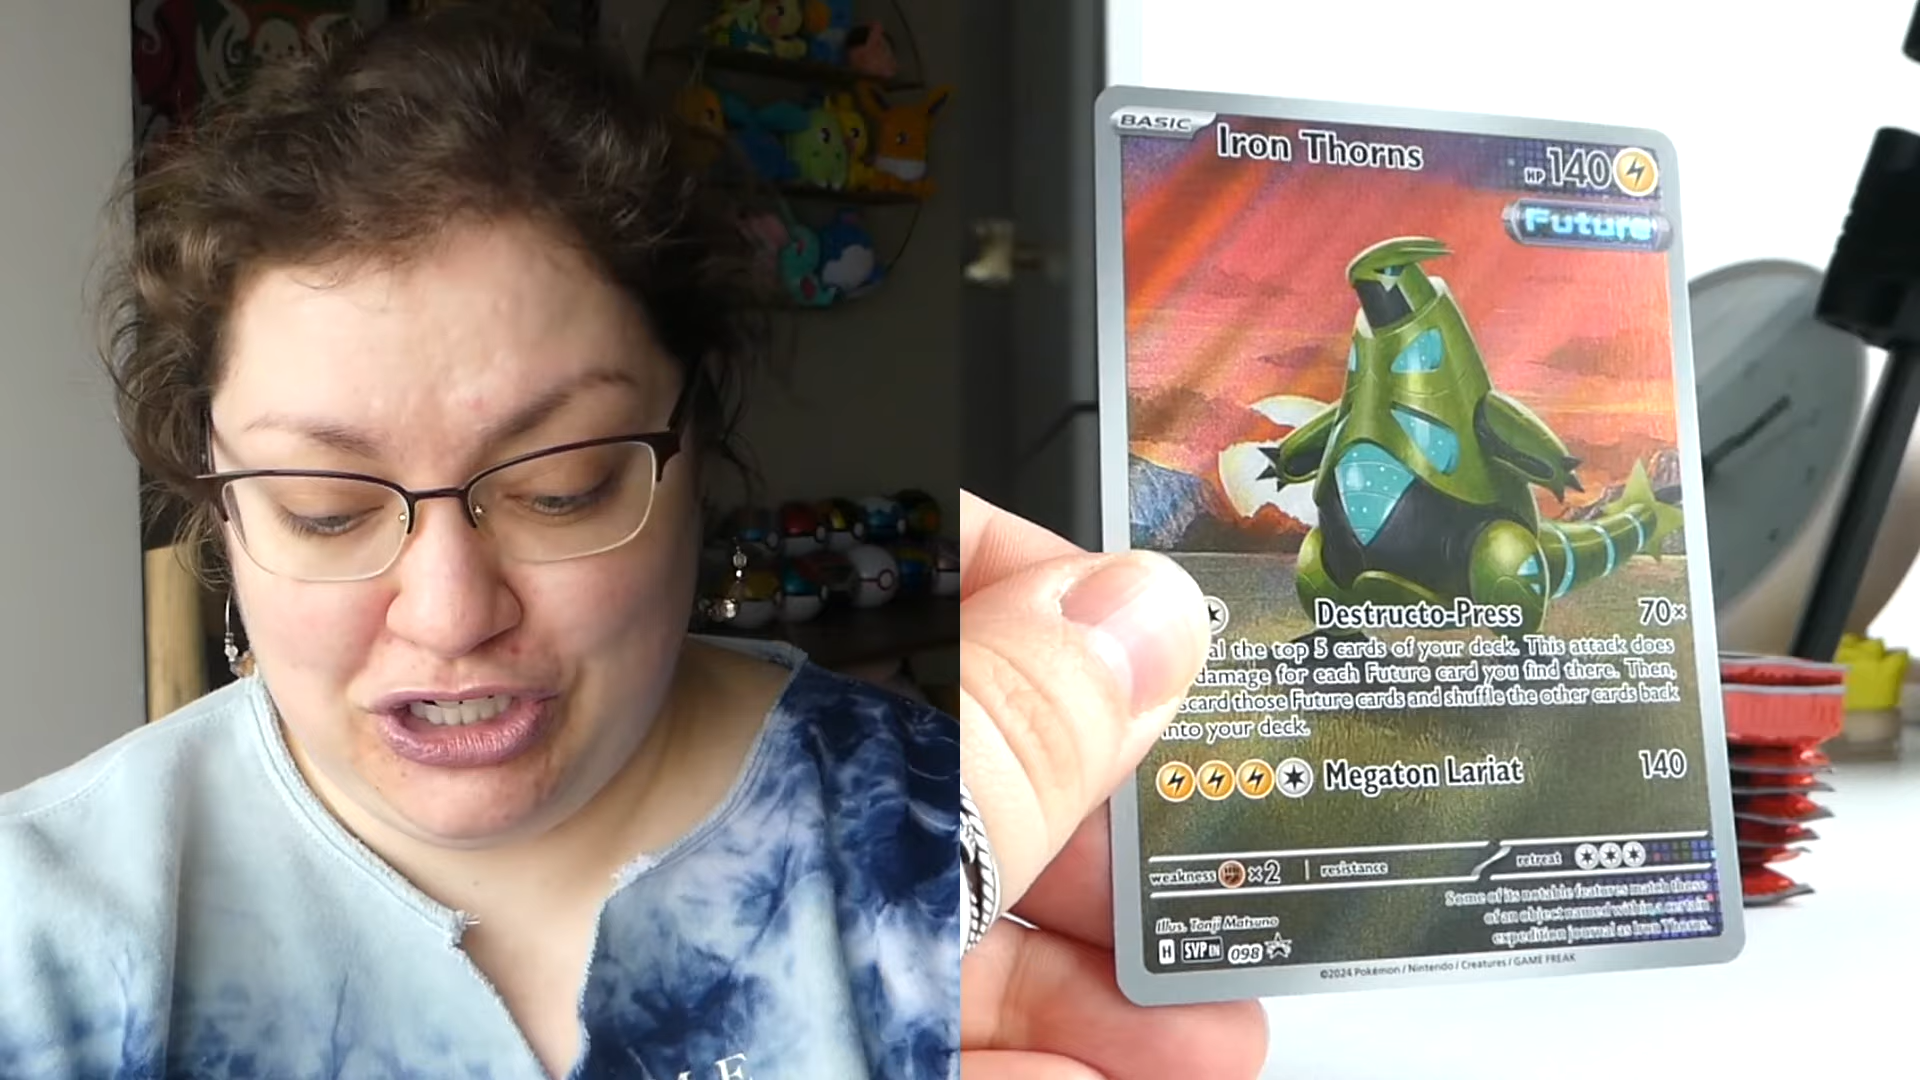 BASIC
Iron Thorns
HP 140
Future
Destructo-Press 70×
al the top 5 cards of your deck. This attack does
damage for each Future card you find there. Then,
scard those Future cards and shuffle the other cards back
into your deck.
Megaton Lariat 140
weakness ×2 resistance retreat
Some of its notable features match those
of an object named within a certain
expedition journal as Iron Thorns.
Illus. Tonji Matsuno
H SVP EN 098
©2024 Pokémon / Nintendo / Creatures / GAME FREAK